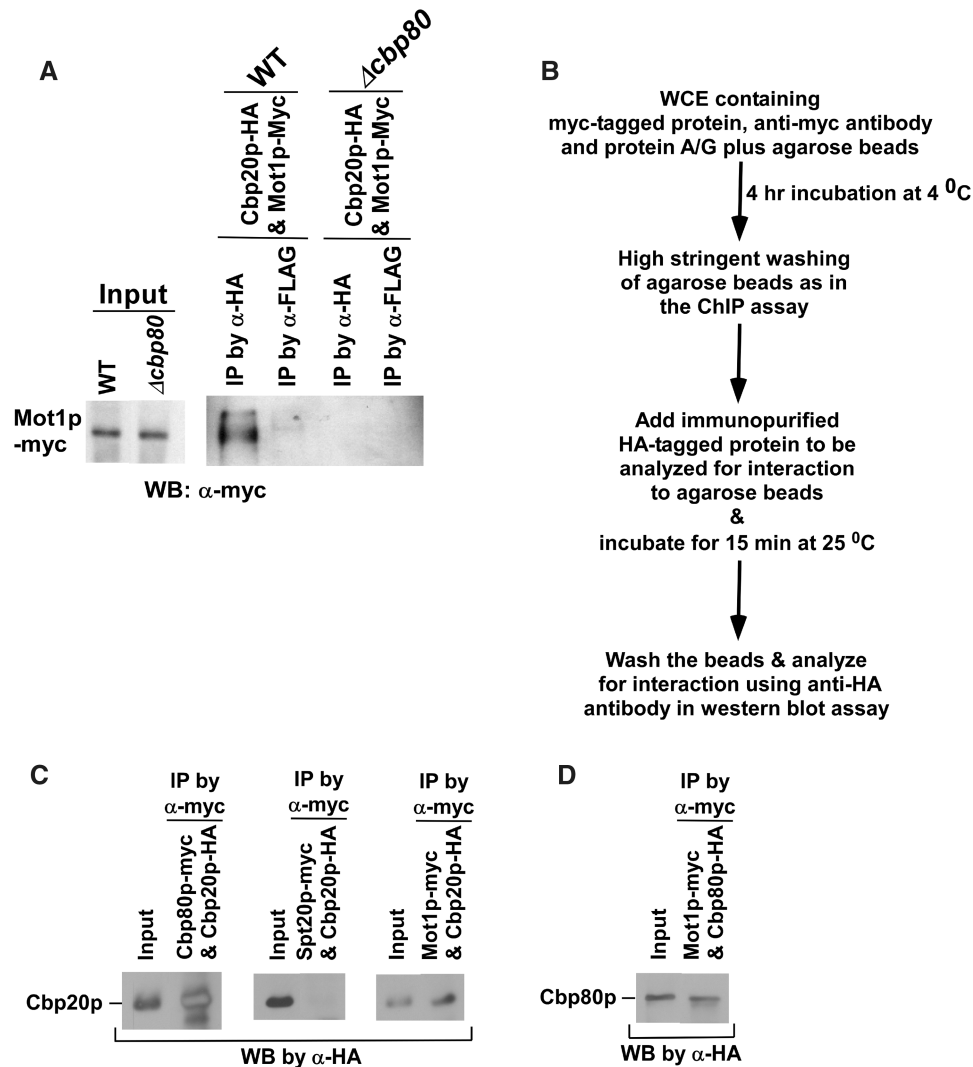 A
WT
Δcbp80
Cbp20p-HA
& Mot1p-Myc
Cbp20p-HA
& Mot1p-Myc
IP by α-HA
IP by α-FLAG
IP by α-HA
IP by α-FLAG
Input
WT
Δcbp80
Mot1p
-myc
WB: α-myc
B
WCE containing
myc-tagged protein, anti-myc antibody
and protein A/G plus agarose beads
4 hr incubation at 4 ⁰C
High stringent washing
of agarose beads as in
the ChIP assay
Add immunopurified
HA-tagged protein to be
analyzed for interaction
to agarose beads
&
incubate for 15 min at 25 ⁰C
Wash the beads & analyze
for interaction using anti-HA
antibody in western blot assay
C
IP by
α-myc
Input
Cbp80p-myc
& Cbp20p-HA
IP by
α-myc
Input
Spt20p-myc
& Cbp20p-HA
IP by
α-myc
Input
Mot1p-myc
& Cbp20p-HA
Cbp20p
WB by α-HA
D
IP by
α-myc
Input
Mot1p-myc
& Cbp80p-HA
Cbp80p
WB by α-HA